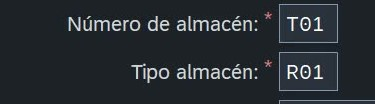 Número de almacén: * T01
Tipo almacén: * R01